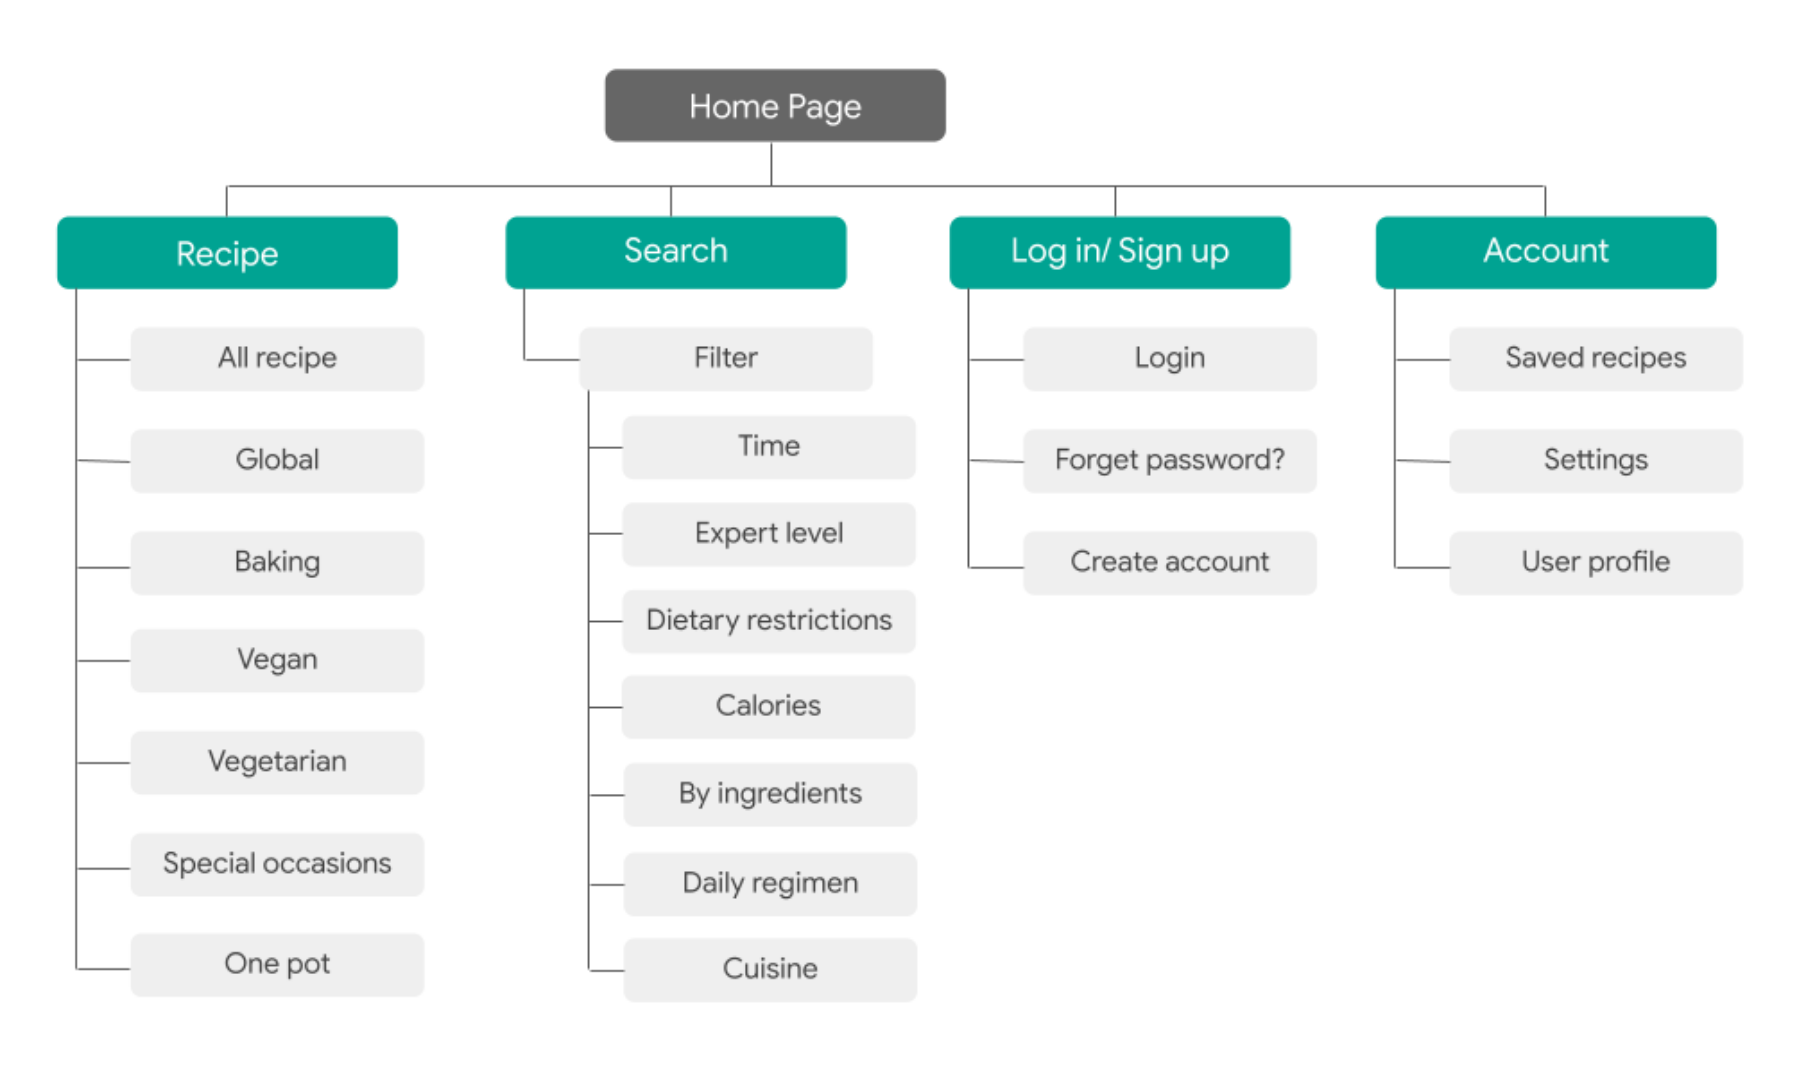 Home Page
Recipe
All recipe
Global
Baking
Vegan
Vegetarian
Special occasions
One pot
Search
Filter
Time
Expert level
Dietary restrictions
Calories
By ingredients
Daily regimen
Cuisine
Log in/ Sign up
Login
Forget password?
Create account
Account
Saved recipes
Settings
User profile